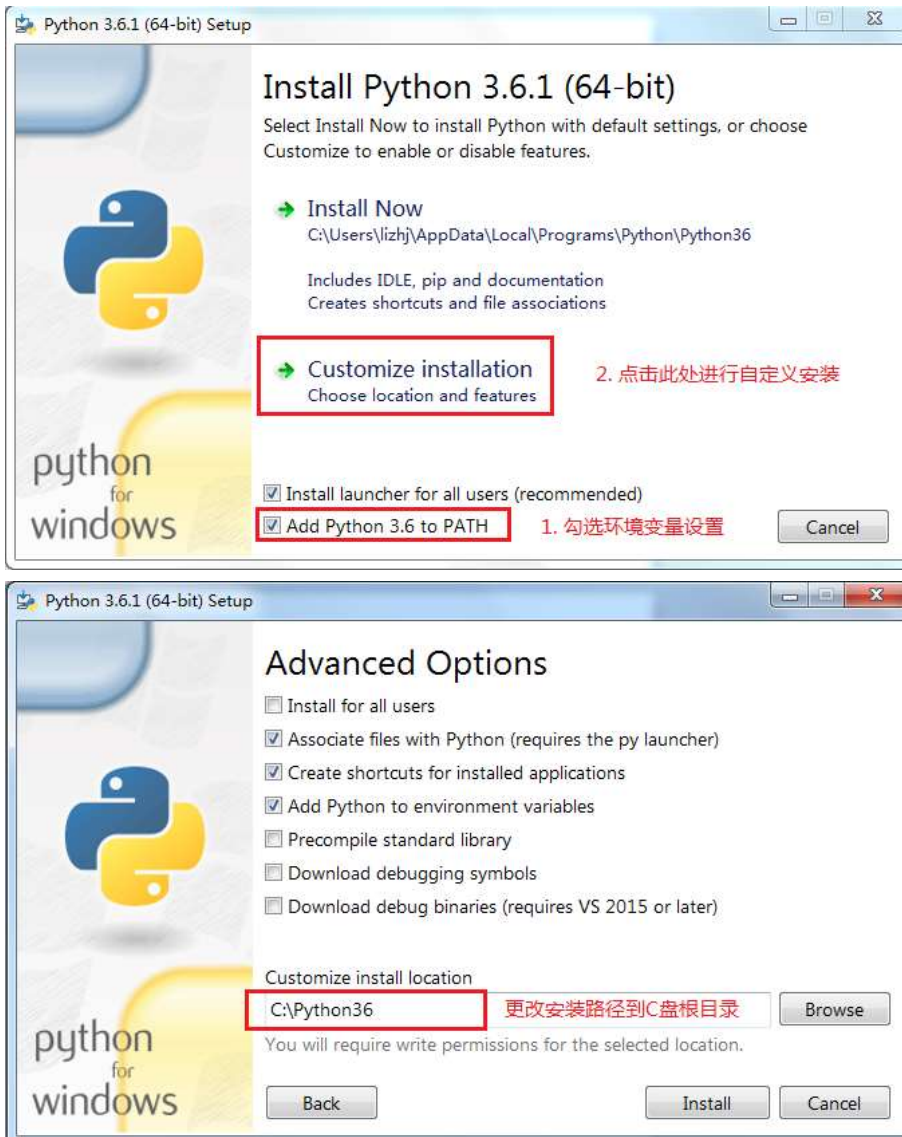 Python 3.6.1 (64-bit) Setup
Install Python 3.6.1 (64-bit)
Select Install Now to install Python with default settings, or choose
Customize to enable or disable features.
Install Now
C:\Users\lizhj\AppData\Local\Programs\Python\Python36
Includes IDLE, pip and documentation
Creates shortcuts and file associations
Customize installation
Choose location and features
2. 点击此处进行自定义安装
python
for
windows
Install launcher for all users (recommended)
Add Python 3.6 to PATH
1. 勾选环境变量设置
Cancel
Python 3.6.1 (64-bit) Setup
Advanced Options
Install for all users
Associate files with Python (requires the py launcher)
Create shortcuts for installed applications
Add Python to environment variables
Precompile standard library
Download debugging symbols
Download debug binaries (requires VS 2015 or later)
Customize install location
C:\Python36
更改安装路径到C盘根目录
Browse
You will require write permissions for the selected location.
python
for
windows
Back
Install
Cancel